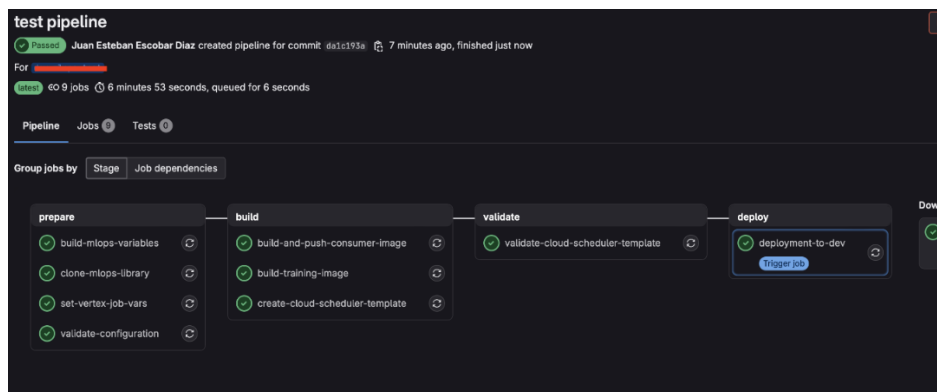 test pipeline
Passed Juan Esteban Escobar Diaz created pipeline for commit da1c193a 7 minutes ago, finished just now
For
latest 9 jobs 6 minutes 53 seconds, queued for 6 seconds
Pipeline Jobs 9 Tests 0
Group jobs by Stage Job dependencies
prepare
build-mlops-variables
clone-mlops-library
set-vertex-job-vars
validate-configuration
build
build-and-push-consumer-image
build-training-image
create-cloud-scheduler-template
validate
validate-cloud-scheduler-template
deploy
deployment-to-dev
Trigger job
Dow